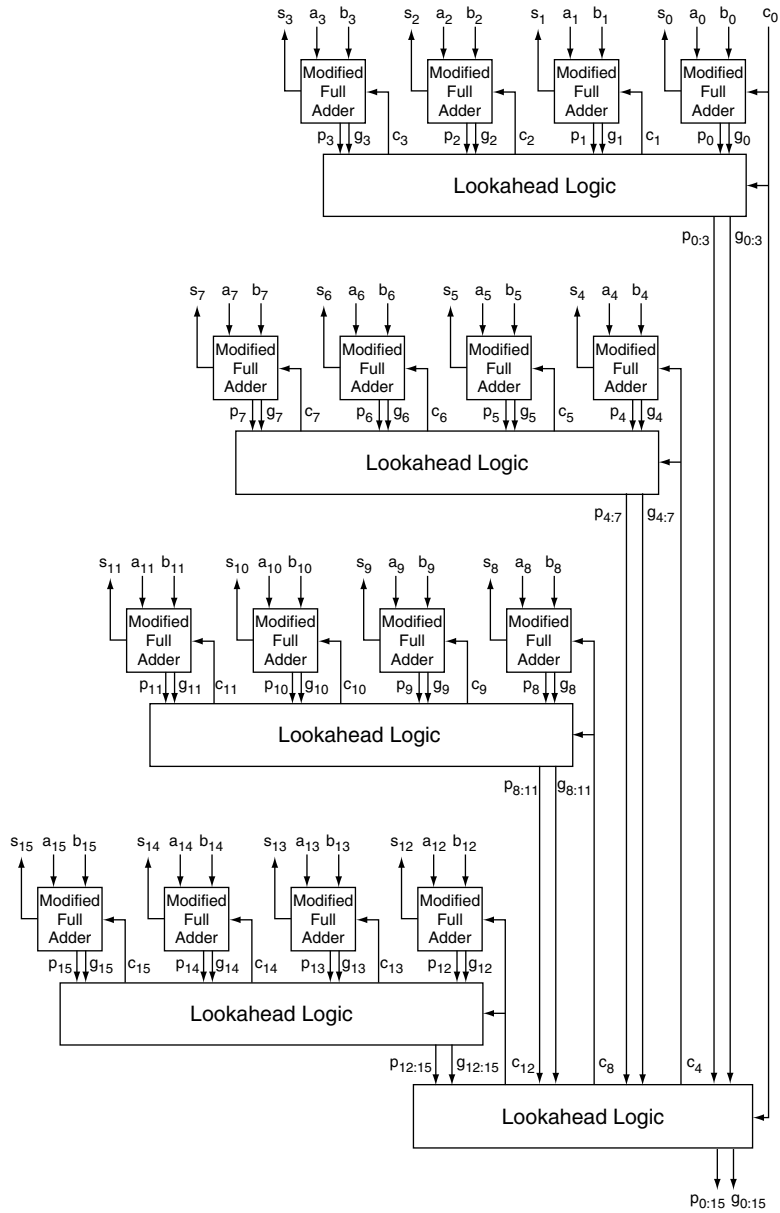 s3 a3 b3 s2 a2 b2 s1 a1 b1 s0 a0 b0 c0
Modified Full Adder
Modified Full Adder
Modified Full Adder
Modified Full Adder
p3 g3 c3 p2 g2 c2 p1 g1 c1 p0 g0
Lookahead Logic
p0:3 g0:3
s7 a7 b7 s6 a6 b6 s5 a5 b5 s4 a4 b4
Modified Full Adder
Modified Full Adder
Modified Full Adder
Modified Full Adder
p7 g7 c7 p6 g6 c6 p5 g5 c5 p4 g4
Lookahead Logic
p4:7 g4:7
s11 a11 b11 s10 a10 b10 s9 a9 b9 s8 a8 b8
Modified Full Adder
Modified Full Adder
Modified Full Adder
Modified Full Adder
p11 g11 c11 p10 g10 c10 p9 g9 c9 p8 g8
Lookahead Logic
p8:11 g8:11
s15 a15 b15 s14 a14 b14 s13 a13 b13 s12 a12 b12
Modified Full Adder
Modified Full Adder
Modified Full Adder
Modified Full Adder
p15 g15 c15 p14 g14 c14 p13 g13 c13 p12 g12
Lookahead Logic
p12:15 g12:15 c12 c8 c4
Lookahead Logic
p0:15 g0:15